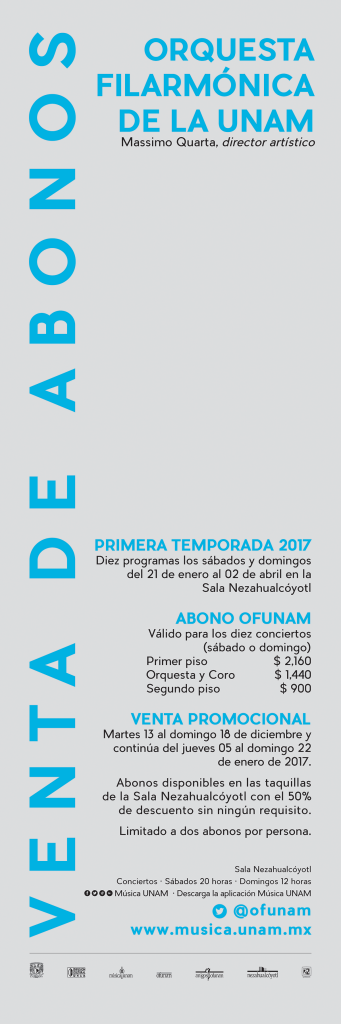 VENTA DE ABONOS
ORQUESTA
FILARMÓNICA
DE LA UNAM
Massimo Quarta, director artístico
PRIMERA TEMPORADA 2017
Diez programas los sábados y domingos
del 21 de enero al 02 de abril en la
Sala Nezahualcóyotl
ABONO OFUNAM
Válido para los diez conciertos
(sábado o domingo)
Primer piso $ 2,160
Orquesta y Coro $ 1,440
Segundo piso $ 900
VENTA PROMOCIONAL
Martes 13 al domingo 18 de diciembre y
continúa del jueves 05 al domingo 22
de enero de 2017.
Abonos disponibles en las taquillas
de la Sala Nezahualcóyotl con el 50%
de descuento sin ningún requisito.
Limitado a dos abonos por persona.
Sala Nezahualcóyotl
Conciertos · Sábados 20 horas · Domingos 12 horas
Música UNAM · Descarga la aplicación Música UNAM
@ofunam
www.musica.unam.mx